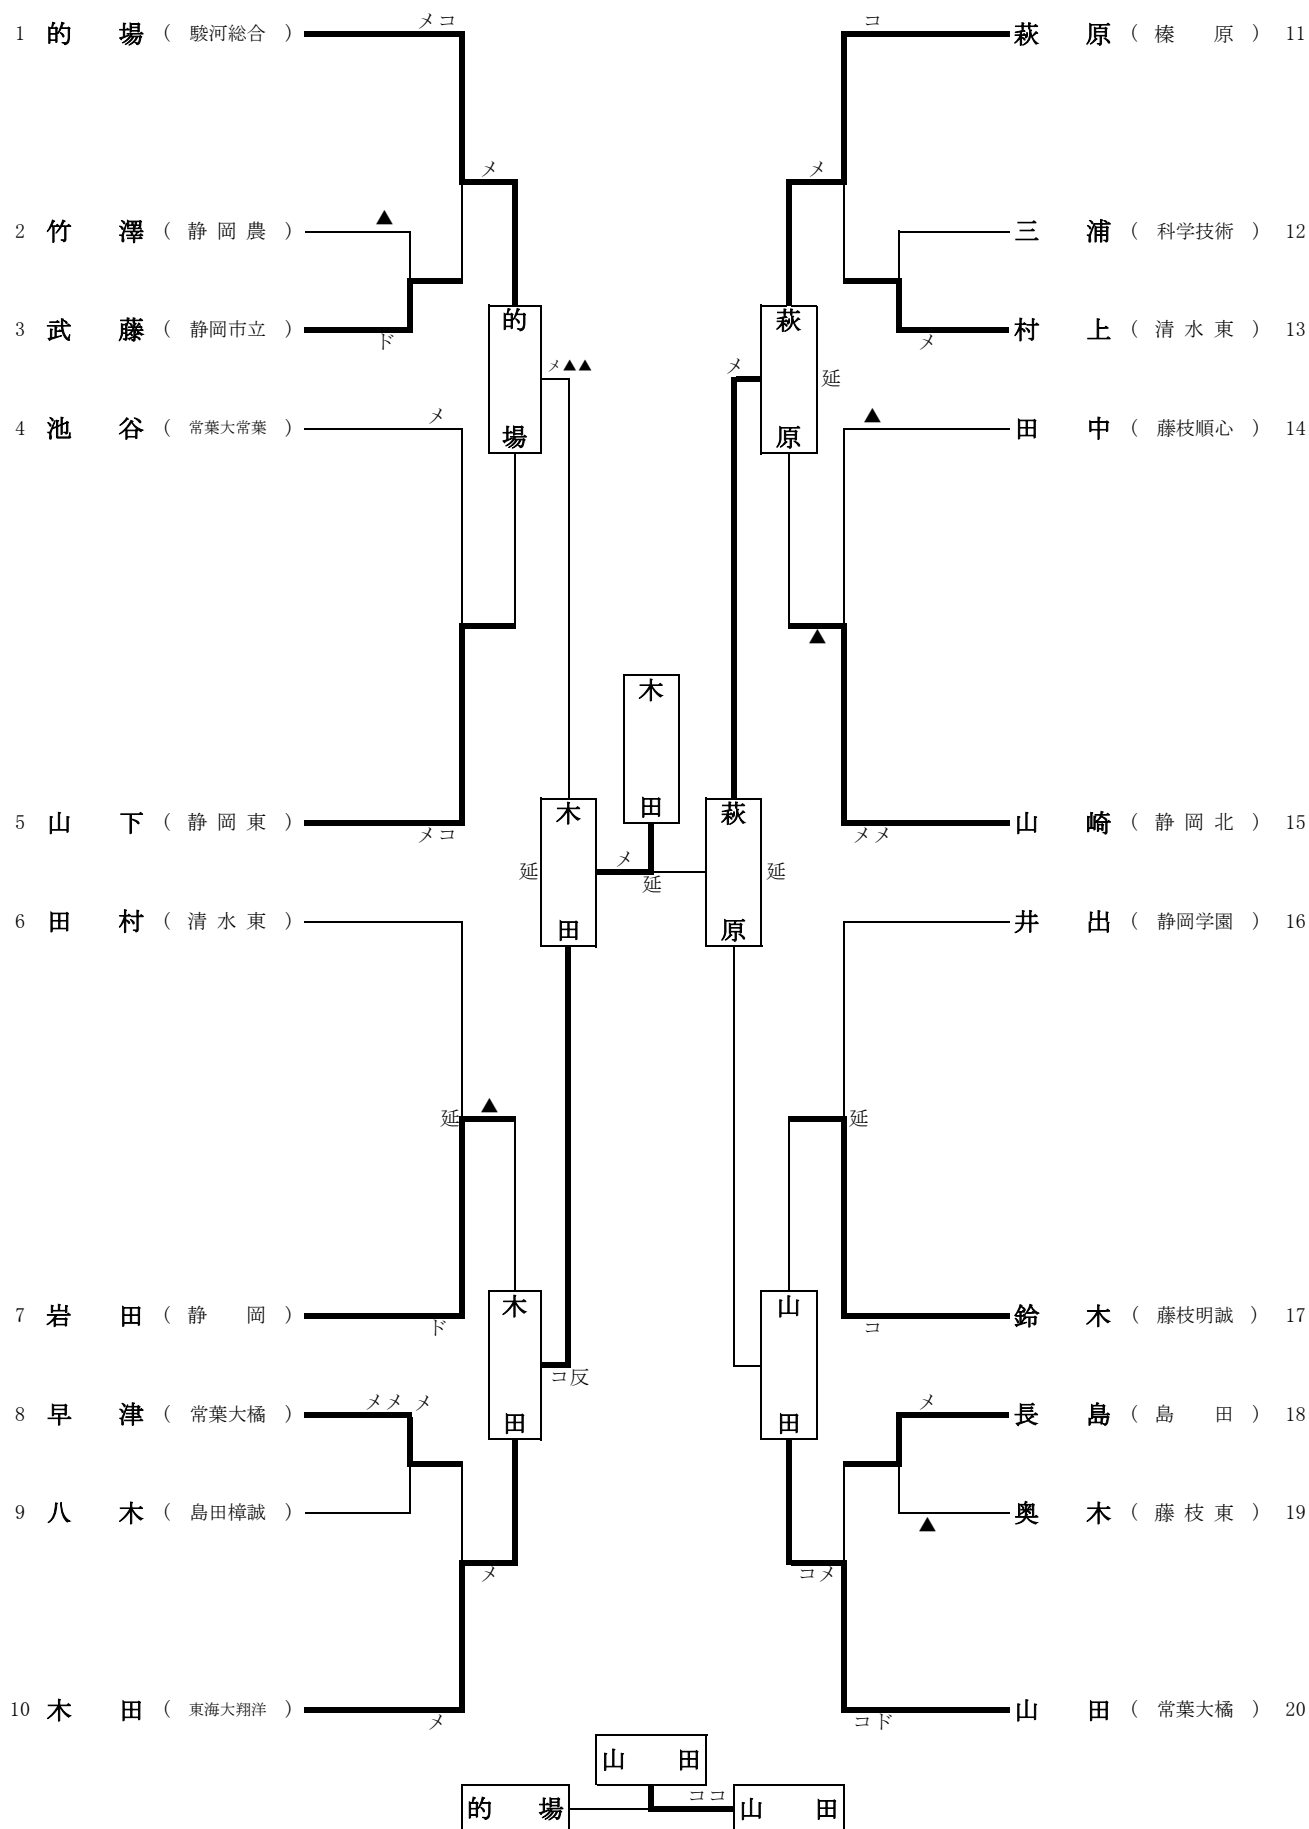 メコ
コ
1 的 場 ( 駿河総合 )
萩 原 ( 榛 原 ) 11
メ
メ
▲
2 竹 澤 ( 静 岡 農 )
三 浦 ( 科学技術 ) 12
的 場
萩 原
3 武 藤 ( 静岡市立 )
村 上 ( 清 水 東 ) 13
ド
メ
メ▲▲
メ
延
メ
▲
4 池 谷 ( 常葉大常葉 )
田 中 ( 藤枝順心 ) 14
▲
木 田
5 山 下 ( 静 岡 東 )
山 崎 ( 静 岡 北 ) 15
メコ
メメ
木 田
萩 原
延
メ
延
延
6 田 村 ( 清 水 東 )
井 出 ( 静岡学園 ) 16
▲
延
延
木 田
山 田
7 岩 田 ( 静 岡 )
鈴 木 ( 藤枝明誠 ) 17
ド
コ
コ反
メメ メ
メ
8 早 津 ( 常葉大橘 )
長 島 ( 島 田 ) 18
9 八 木 ( 島田樟誠 )
奥 木 ( 藤 枝 東 ) 19
▲
メ
コメ
10 木 田 ( 東海大翔洋 )
山 田 ( 常葉大橘 ) 20
メ
コド
山 田
ココ
的 場
山 田